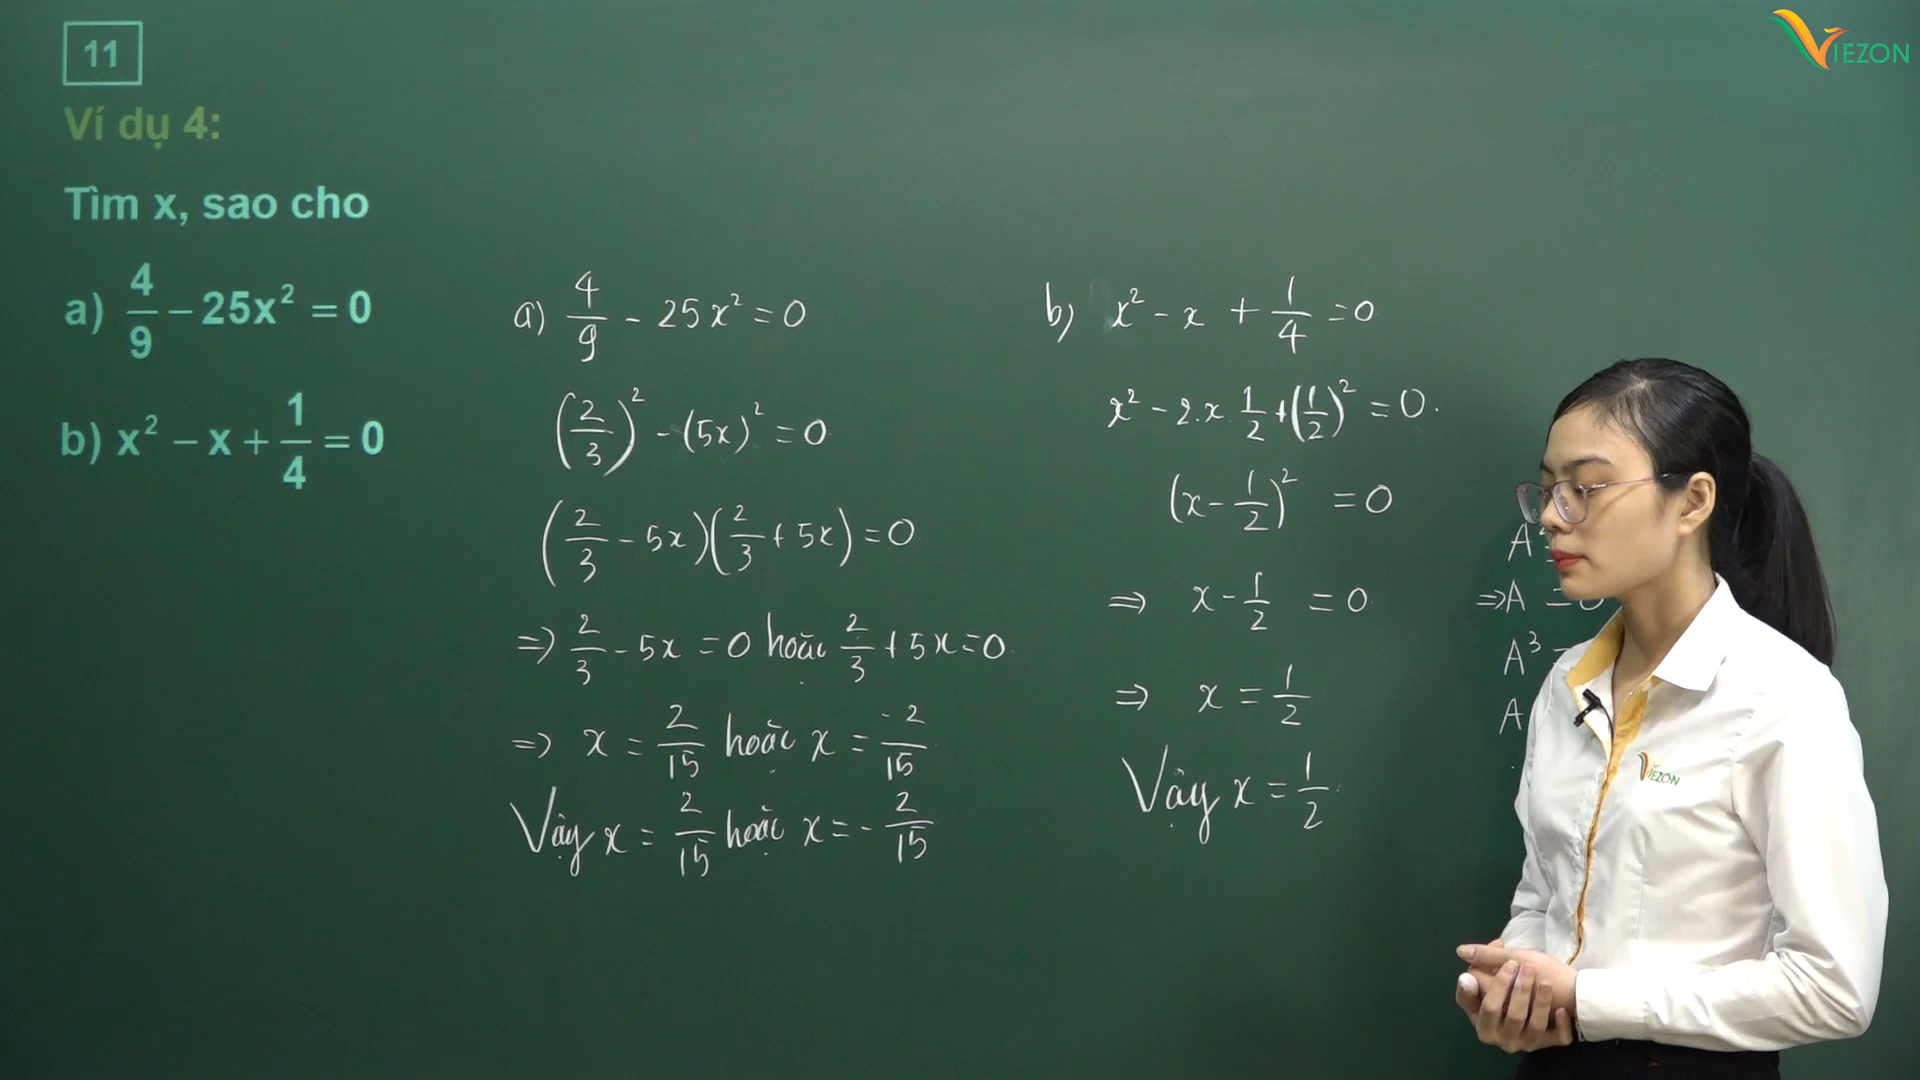 11
VIEZON
Ví dụ 4:
Tìm x, sao cho
a) 4/9 − 25x² = 0
b) x² − x + 1/4 = 0
a) 4/9 - 25x² = 0
(2/3)² - (5x)² = 0
(2/3 - 5x)(2/3 + 5x) = 0
=> 2/3 - 5x = 0 hoặc 2/3 + 5x = 0.
=> x = 2/15 hoặc x = -2/15.
Vậy x = 2/15 hoặc x = - 2/15
b) x² - x + 1/4 = 0
x² - 2.x 1/2 + (1/2)² = 0.
(x - 1/2)² = 0
=> x - 1/2 = 0
=> x = 1/2
Vậy x = 1/2.
=> A = 0
A³ =
A
VIEZON